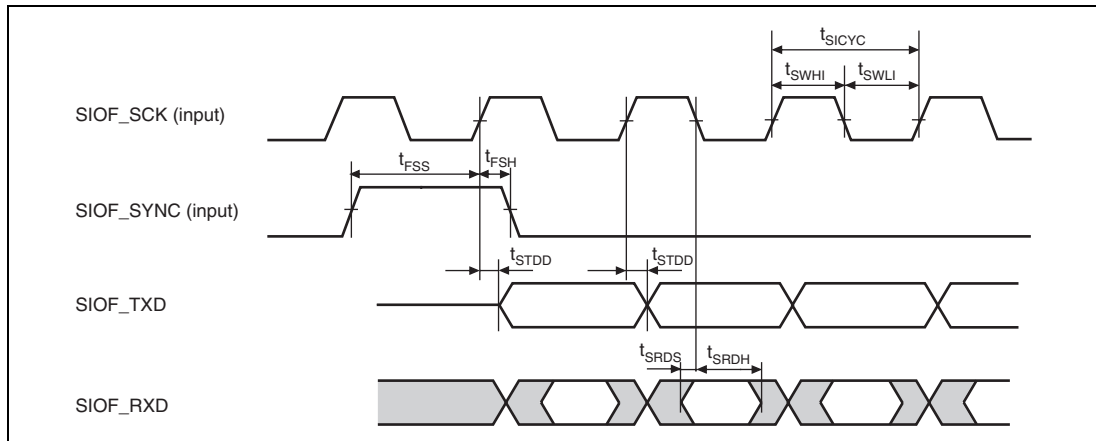 tSICYC
tSWHI tSWLI
SIOF_SCK (input)
tFSS tFSH
SIOF_SYNC (input)
tSTDD tSTDD
SIOF_TXD
tSRDS tSRDH
SIOF_RXD